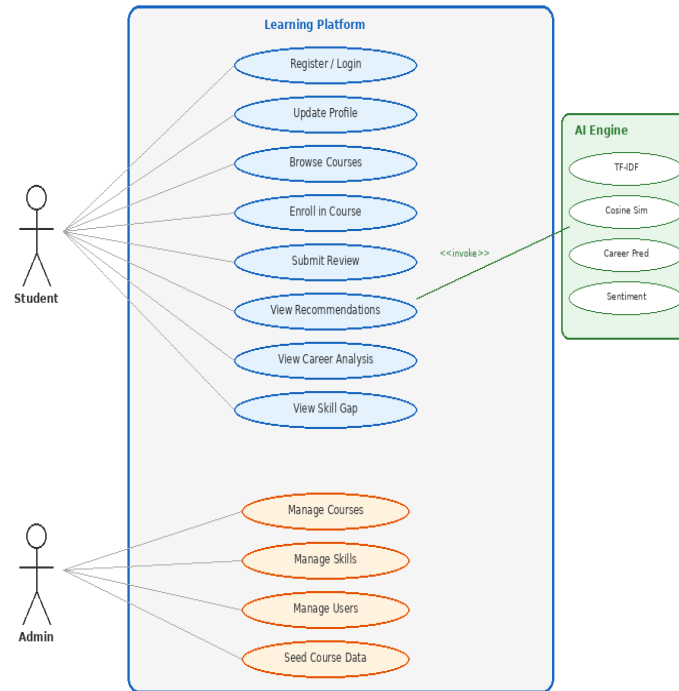 Learning Platform
Register / Login
Update Profile
Browse Courses
Enroll in Course
Submit Review
View Recommendations
View Career Analysis
View Skill Gap
Student
<<invoke>>
AI Engine
TF-IDF
Cosine Sim
Career Pred
Sentiment
Manage Courses
Manage Skills
Manage Users
Seed Course Data
Admin